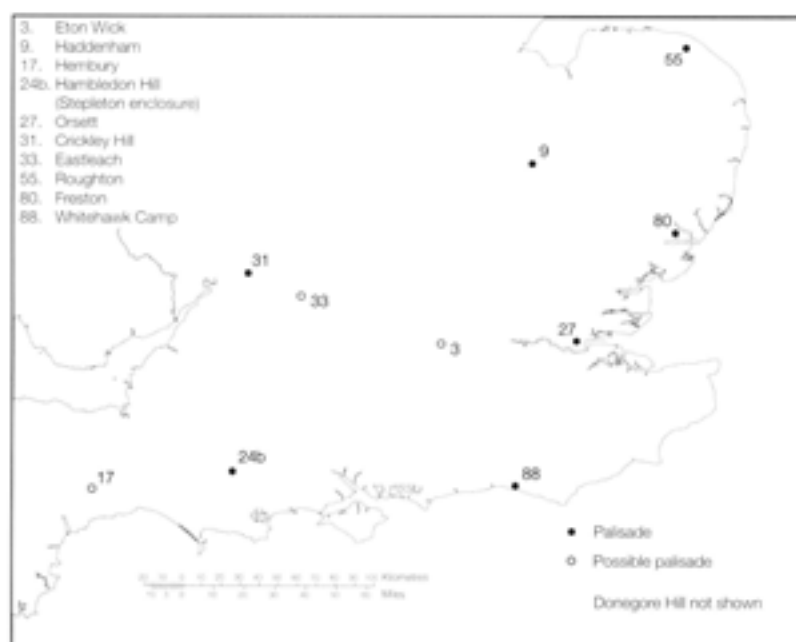 3. Eton Wick
9. Haddenham
17. Hembury
24b. Hambledon Hill
(Stepleton enclosure)
27. Orsett
31. Crickley Hill
33. Eastleach
55. Roughton
80. Freston
88. Whitehawk Camp
55
9
80
31
33
27
3
24b
17
88
Palisade
Possible palisade
Kilometres
Miles
Donegore Hill not shown